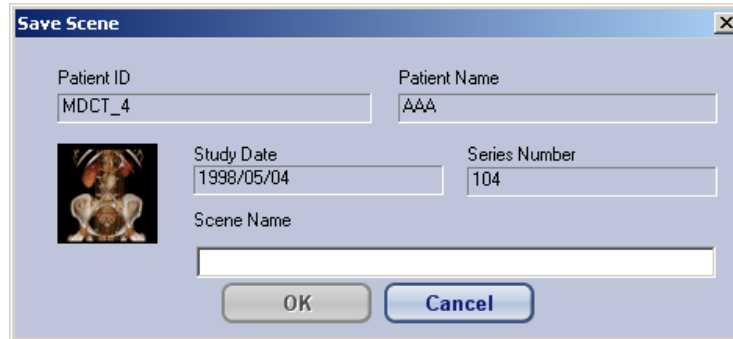 Save Scene
Patient ID
Patient Name
MDCT_4
AAA
Study Date
Series Number
1998/05/04
104
Scene Name
OK
Cancel